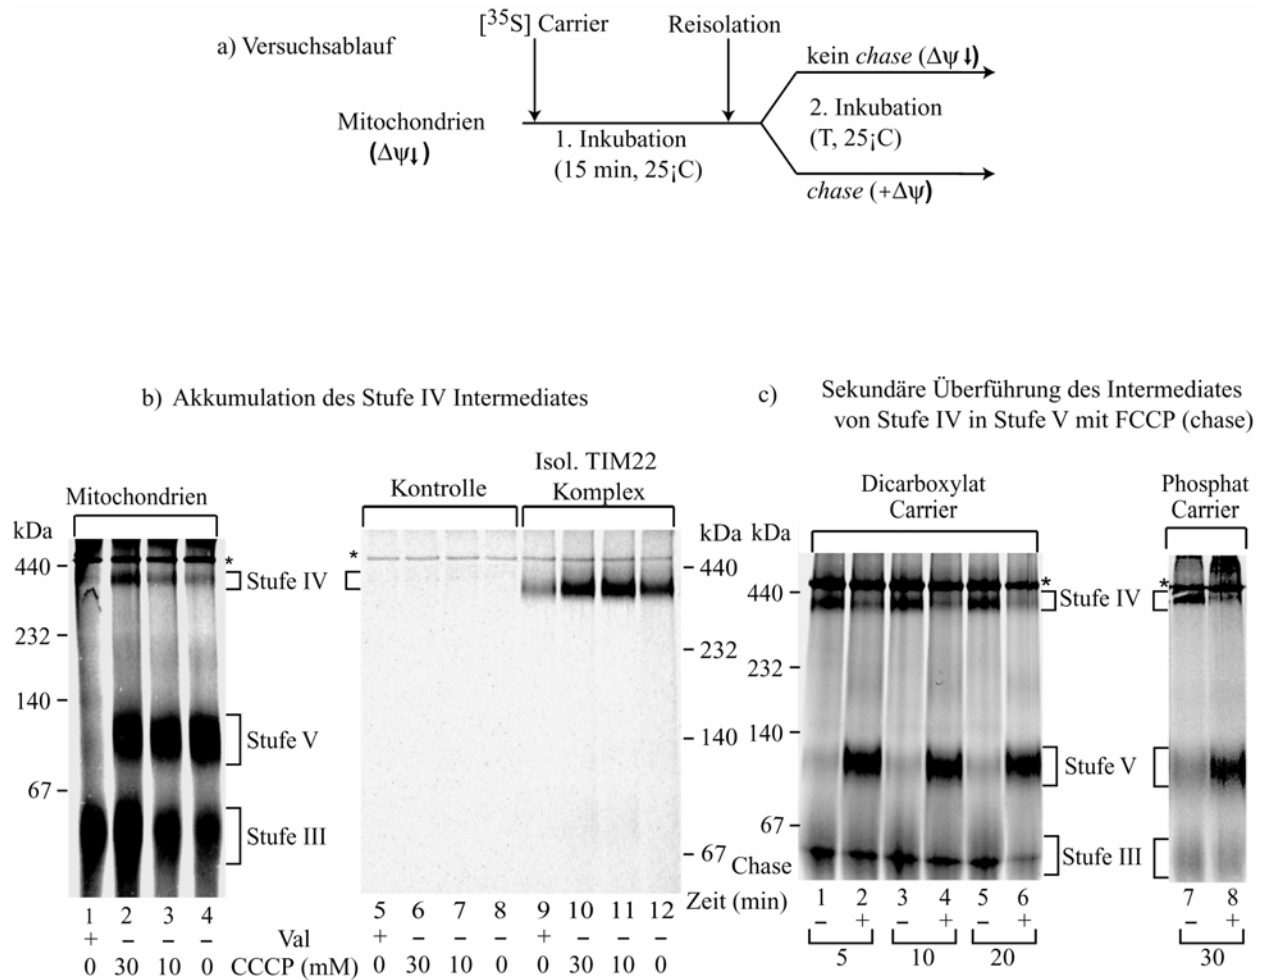 a) Versuchsablauf
[³⁵S] Carrier
Reisolation
Mitochondrien
(Δψ↓)
1. Inkubation
(15 min, 25¡C)
kein chase (Δψ↓)
2. Inkubation
(T, 25¡C)
chase (+Δψ)
b) Akkumulation des Stufe IV Intermediates
Mitochondrien
kDa
440
232
140
67
*
Stufe IV
Stufe V
Stufe III
Kontrolle
Isol. TIM22
Komplex
*
kDa
440
232
140
67
1 2 3 4 5 6 7 8 9 10 11 12
+ – – – Val + – – – + – – –
0 30 10 0 CCCP (mM) 0 30 10 0 0 30 10 0
c) Sekundäre Überführung des Intermediates
von Stufe IV in Stufe V mit FCCP (chase)
Dicarboxylat
Carrier
Phosphat
Carrier
kDa
440
232
140
67
*
Stufe IV
Stufe V
Stufe III
*
Chase
Zeit (min)
1 2 3 4 5 6 7 8
– + – + – + – +
5 10 20 30